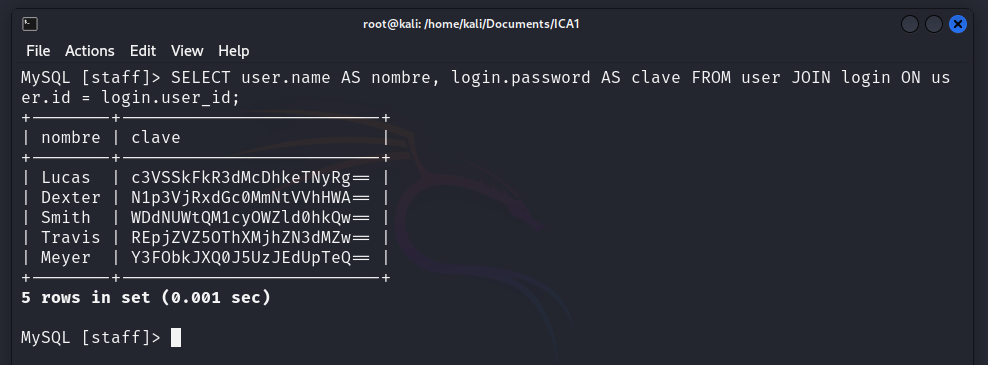 root@kali: /home/kali/Documents/ICA1
File Actions Edit View Help
MySQL [staff]> SELECT user.name AS nombre, login.password AS clave FROM user JOIN login ON us
er.id = login.user_id;
+---------+--------------------------+
| nombre | clave |
+---------+--------------------------+
| Lucas | c3VSSkFkR3dMcDhkeTNyRg== |
| Dexter | N1p3VjRxdGc0MmNtVVhHWA== |
| Smith | WDdNUWtQM1cyOWZld0hkQw== |
| Travis | REpjZVZ5OThXMjhZN3dMZw== |
| Meyer | Y3FObkJXQ0J5UzJEdUpTeQ== |
+---------+--------------------------+
5 rows in set (0.001 sec)
MySQL [staff]>